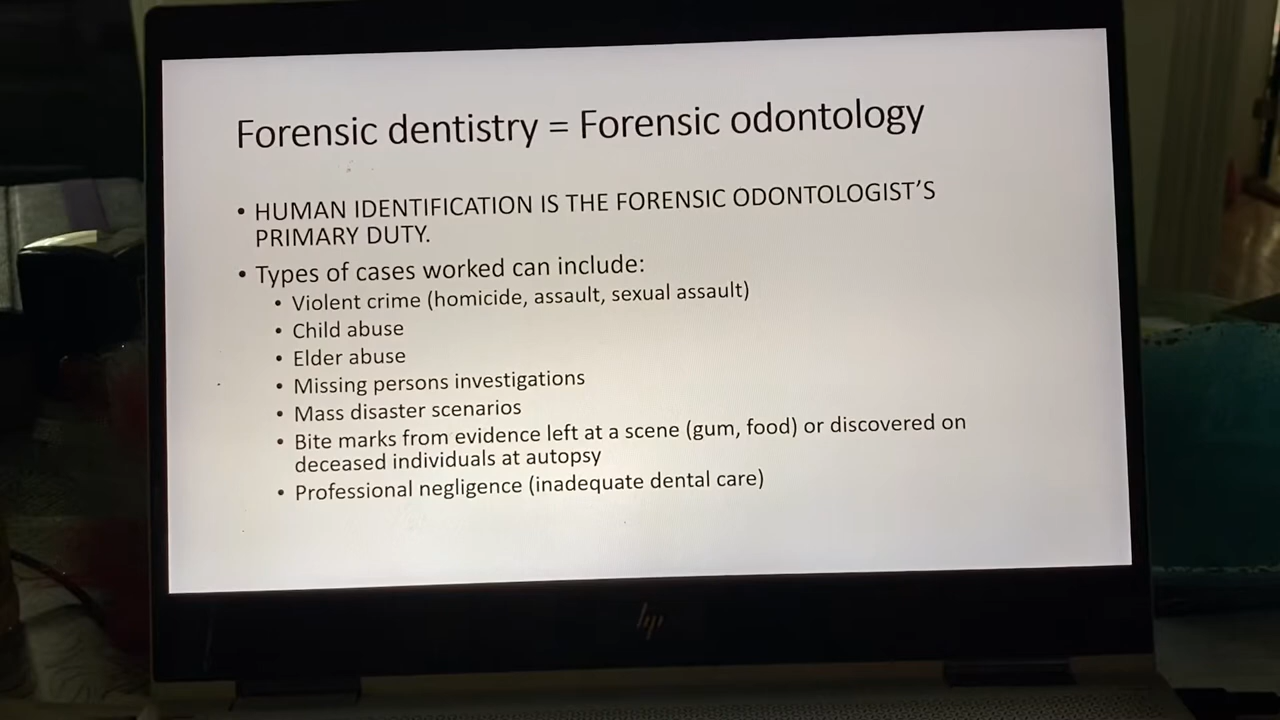 Forensic dentistry = Forensic odontology
• HUMAN IDENTIFICATION IS THE FORENSIC ODONTOLOGIST’S
PRIMARY DUTY.
• Types of cases worked can include:
• Violent crime (homicide, assault, sexual assault)
• Child abuse
• Elder abuse
• Missing persons investigations
• Mass disaster scenarios
• Bite marks from evidence left at a scene (gum, food) or discovered on
deceased individuals at autopsy
• Professional negligence (inadequate dental care)
hp